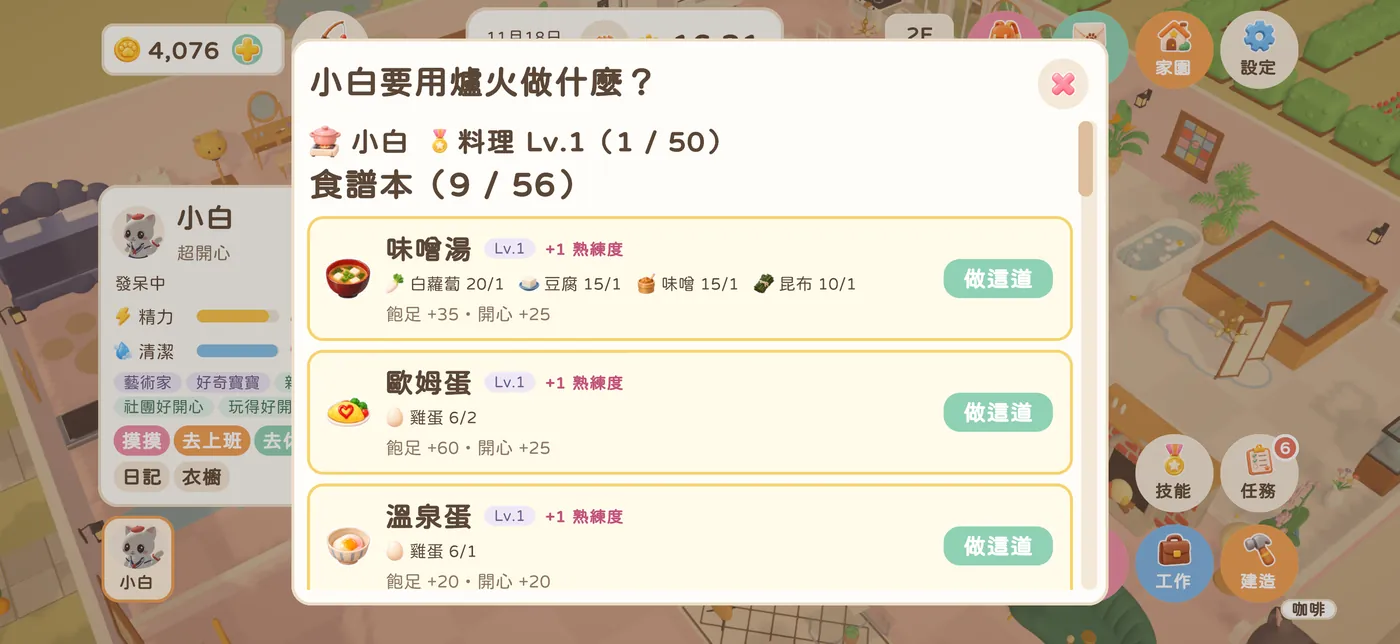 4,076
11月18日
2F
家園
設定
小白要用爐火做什麼？
小白 料理 Lv.1（1 / 50）
食譜本（9 / 56）
味噌湯 Lv.1 +1 熟練度
白蘿蔔 20/1 豆腐 15/1 味噌 15/1 昆布 10/1
飽足 +35・開心 +25
做這道
歐姆蛋 Lv.1 +1 熟練度
雞蛋 6/2
飽足 +60・開心 +25
做這道
溫泉蛋 Lv.1 +1 熟練度
雞蛋 6/1
飽足 +20・開心 +20
做這道
小白
超開心
發呆中
精力
清潔
藝術家 好奇寶寶
社團好開心 玩得好開
摸摸 去上班 去
日記 衣櫥
小白
技能
6
任務
工作
建造
咖啡